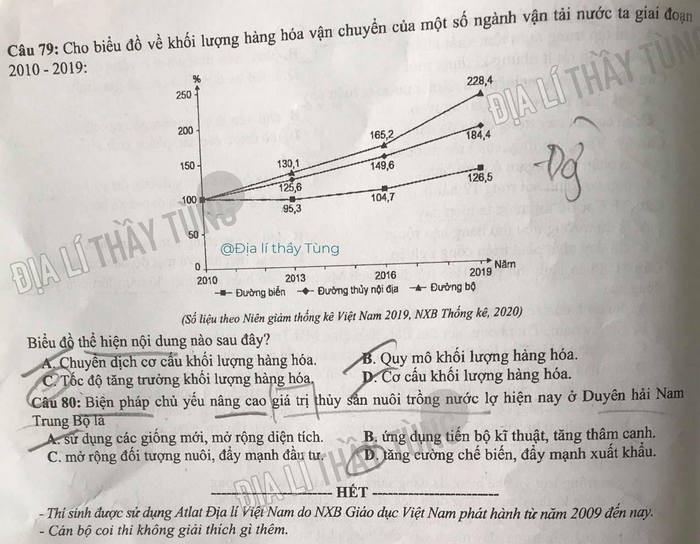 Câu 79: Cho biểu đồ về khối lượng hàng hóa vận chuyển của một số ngành vận tải nước ta giai đoạn
2010 - 2019:
%
250
200
150
100
50
0
228,4
184,4
165,2
149,6
130,1
125,6
126,5
104,7
95,3
2010 2013 2016 2019 Năm
Đường biển Đường thủy nội địa Đường bộ
@Địa lí thầy Tùng
ĐỊA LÍ THẦY TÙNG
ĐỊA LÍ THẦY TÙNG
(Số liệu theo Niên giám thống kê Việt Nam 2019, NXB Thống kê, 2020)
Biểu đồ thể hiện nội dung nào sau đây?
A. Chuyển dịch cơ cấu khối lượng hàng hóa. B. Quy mô khối lượng hàng hóa.
C. Tốc độ tăng trưởng khối lượng hàng hóa. D. Cơ cấu khối lượng hàng hóa.
Câu 80: Biện pháp chủ yếu nâng cao giá trị thủy sản nuôi trồng nước lợ hiện nay ở Duyên hải Nam
Trung Bộ là
A. sử dụng các giống mới, mở rộng diện tích. B. ứng dụng tiến bộ kĩ thuật, tăng thâm canh.
C. mở rộng đối tượng nuôi, đẩy mạnh đầu tư. D. tăng cường chế biến, đẩy mạnh xuất khẩu.
ĐỊA LÍ THẦY TÙNG
HẾT
- Thí sinh được sử dụng Atlat Địa lí Việt Nam do NXB Giáo dục Việt Nam phát hành từ năm 2009 đến nay.
- Cán bộ coi thi không giải thích gì thêm.